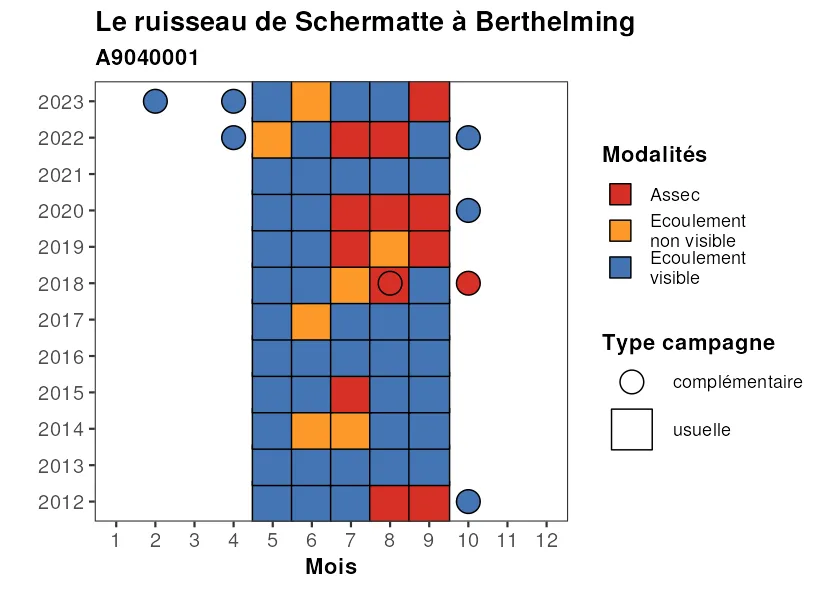 Le ruisseau de Schermatte à Berthelming
A9040001
2023
2022
2021
2020
2019
2018
2017
2016
2015
2014
2013
2012
1 2 3 4 5 6 7 8 9 10 11 12
Mois
Modalités
Assec
Ecoulement
non visible
Ecoulement
visible
Type campagne
complémentaire
usuelle